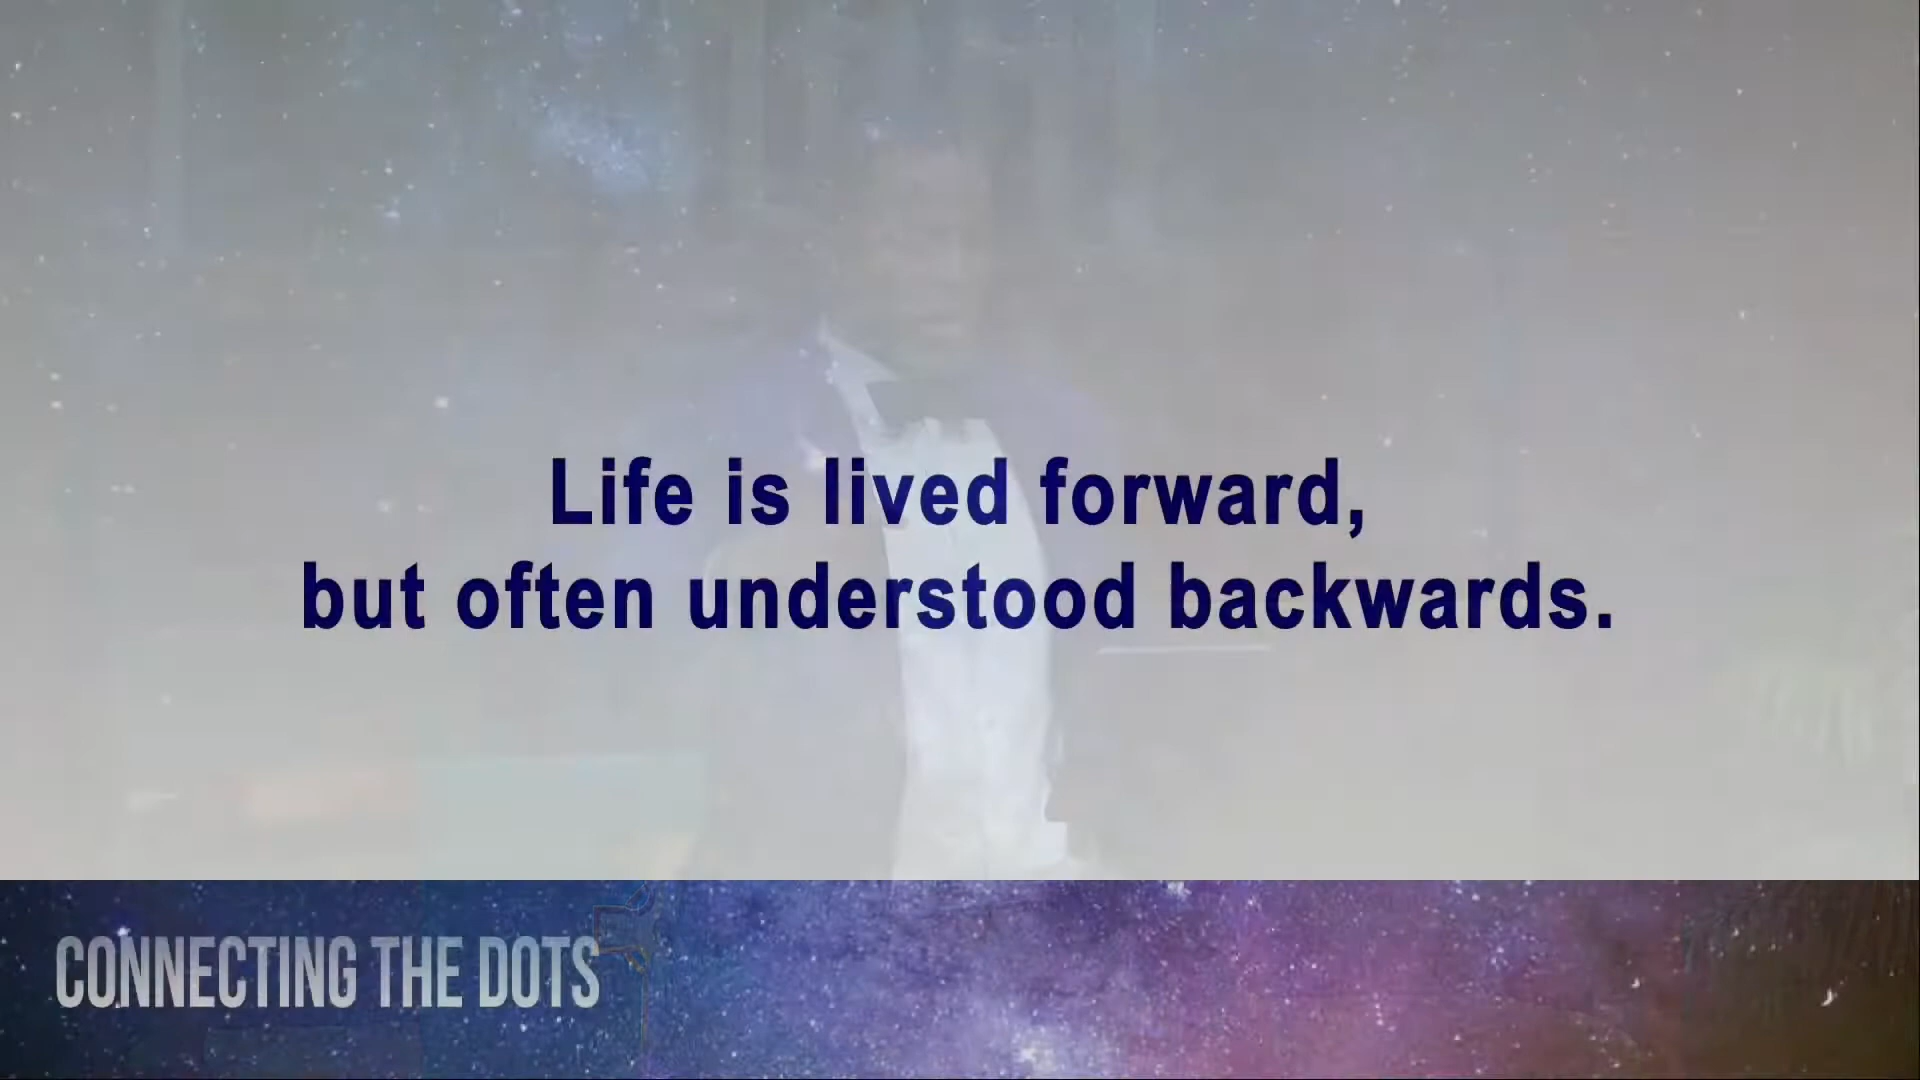 Life is lived forward,
but often understood backwards.
CONNECTING THE DOTS